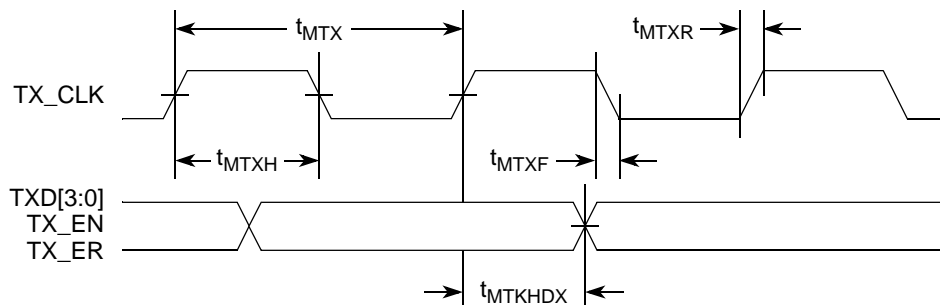 tMTX
tMTXR
TX_CLK
tMTXH
tMTXF
TXD[3:0]
TX_EN
TX_ER
tMTKHDX